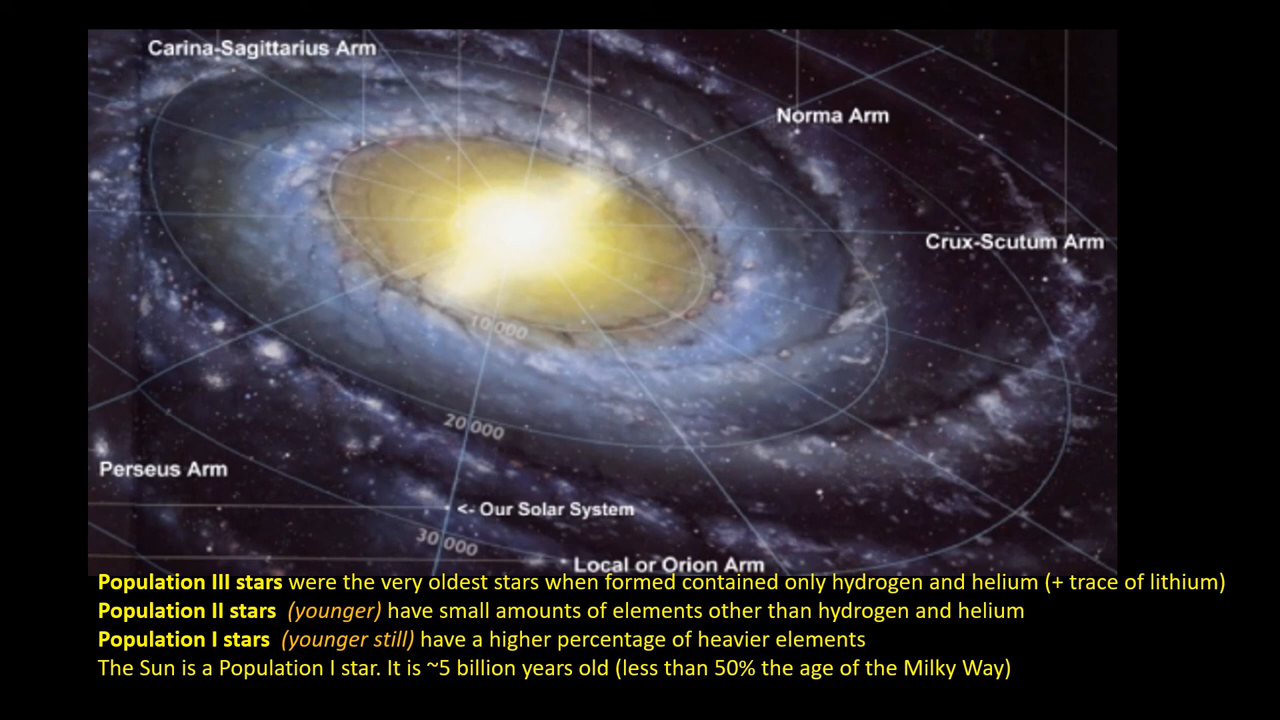 Carina-Sagittarius Arm
Norma Arm
Crux-Scutum Arm
10 000
20 000
Perseus Arm
<- Our Solar System
30 000
Local or Orion Arm
Population III stars were the very oldest stars when formed contained only hydrogen and helium (+ trace of lithium)
Population II stars (younger) have small amounts of elements other than hydrogen and helium
Population I stars (younger still) have a higher percentage of heavier elements
The Sun is a Population I star. It is ~5 billion years old (less than 50% the age of the Milky Way)